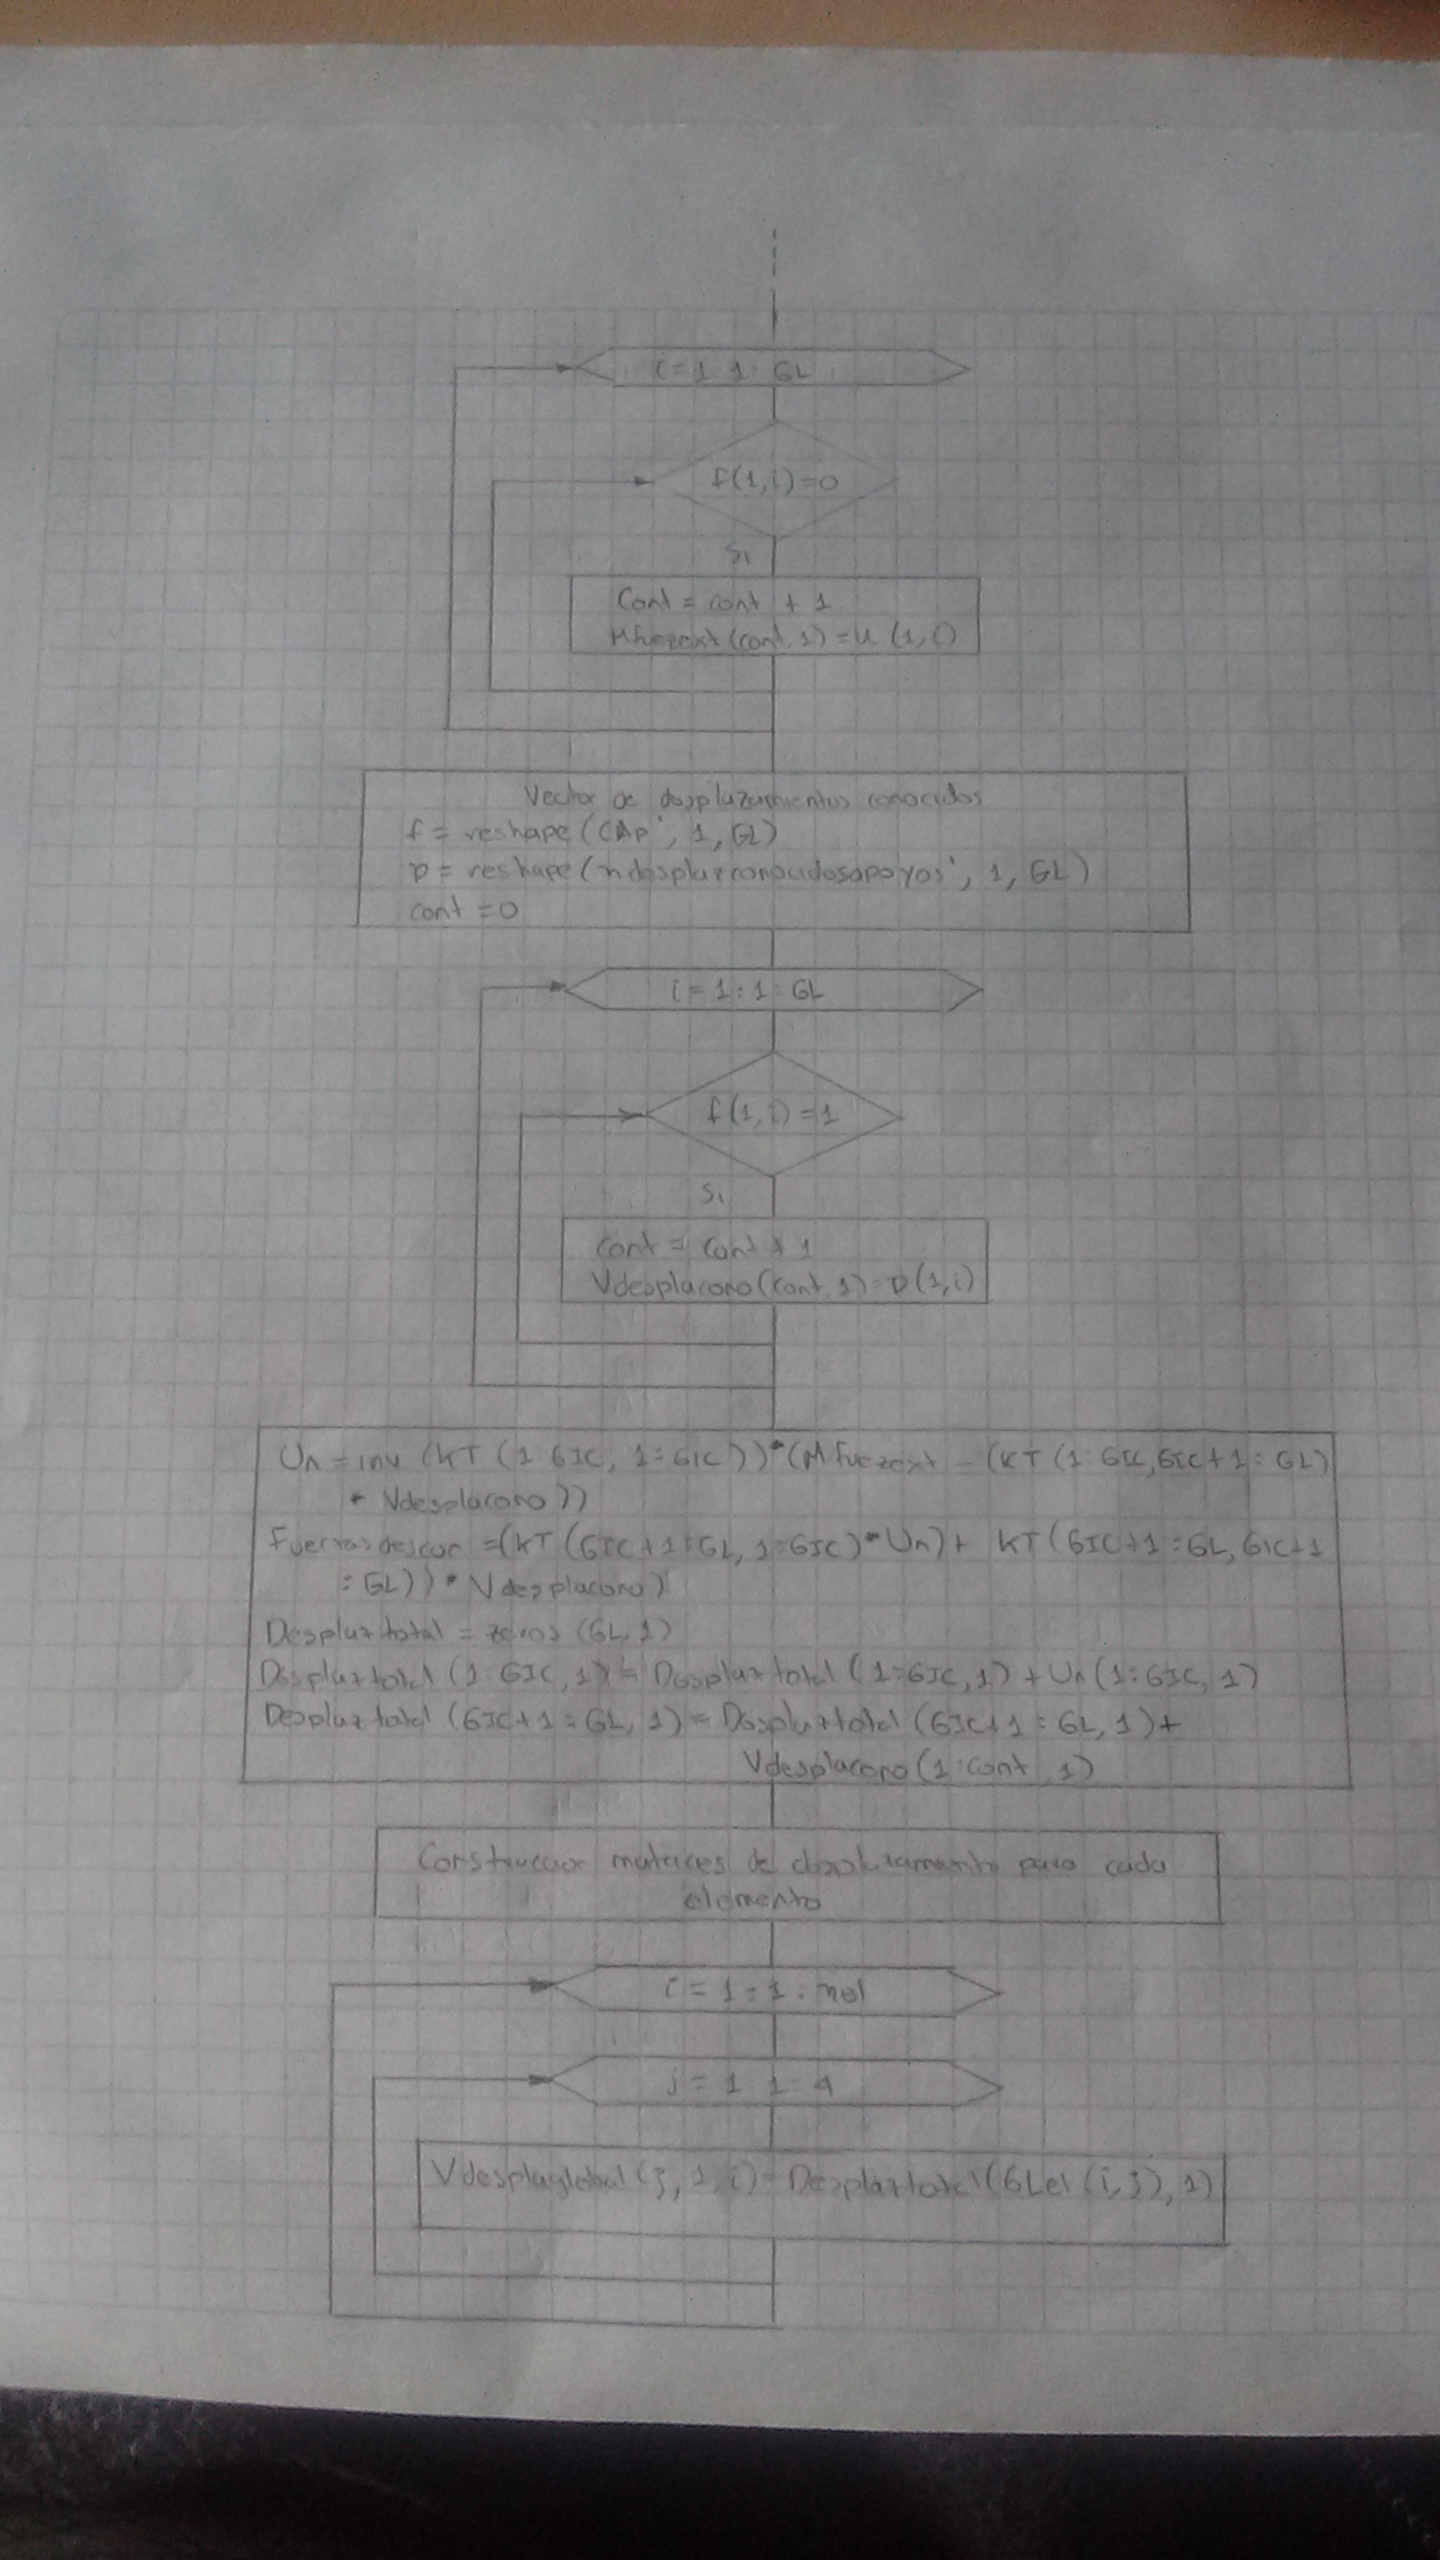 i = 1 : 1 : GL
f(1,i)=0
Si
Cont = cont + 1
Mfuezext (cont, 1) = u (1, i)
Vector de desplazamientos conocidos
f = reshape (CAp', 1, GL)
D = reshape (ndesplazconocidosapoyos', 1, GL)
cont = 0
i = 1 : 1 : GL
f(1,i)=1
Si
cont = cont + 1
Vdesplacono(cont, 1) = D (1,i)
Un = inv (KT (1:GIC, 1:GIC))*(Mfuezext - (KT (1:GIC,GIC+1:GL)
* Vdesplacono))
=(KT(GIC+1:GL, 1:GIC)*Un)+ KT(GIC+1:GL,GIC+1
:GL))*Vdesplacono)
Desplaztotal = zeros (GL,1)
Desplaztotal (1:GIC,1) = Desplaztotal (1:GIC,1)+Un(1:GIC,1)
Desplaztotal (GIC+1:GL,1) = Desplaztotal (GIC+1:GL,1)+
Vdesplacono(1:cont,1)
matrices de desplazamiento para cada
elemento
i = 1 : 1 : nel
j = 1 : 1 : 4
Vdesplaglobal (j, 1, i) = Desplaztotal(GLel (i,j),1)